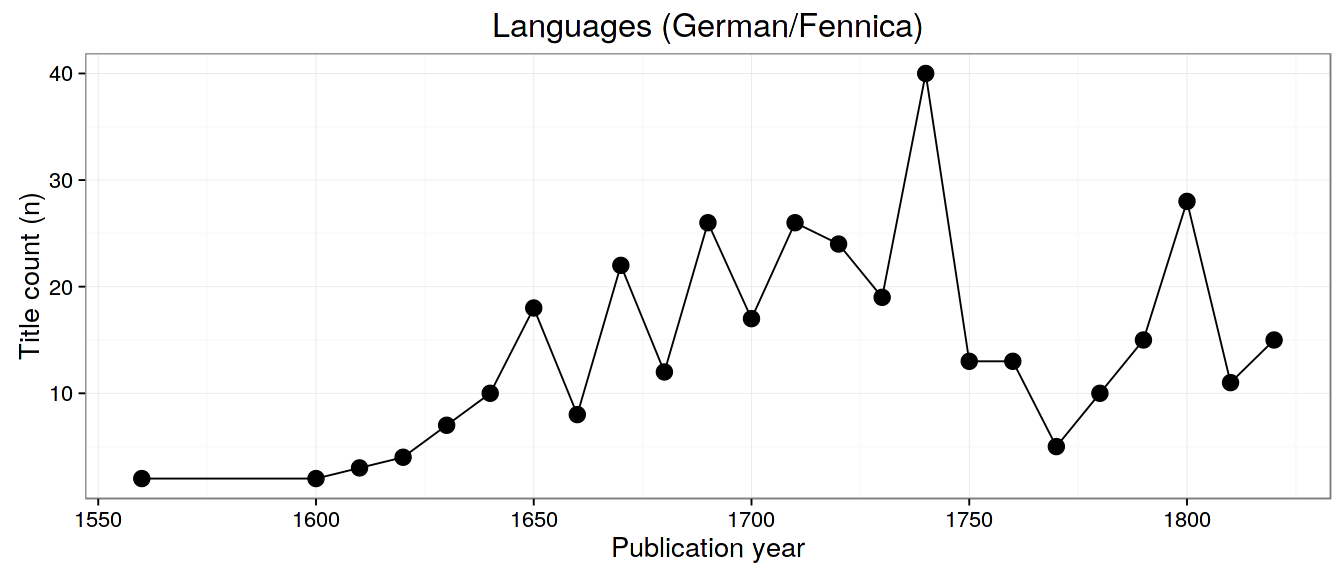 Languages (German/Fennica)
Title count (n)
40
30
20
10
1550 1600 1650 1700 1750 1800
Publication year